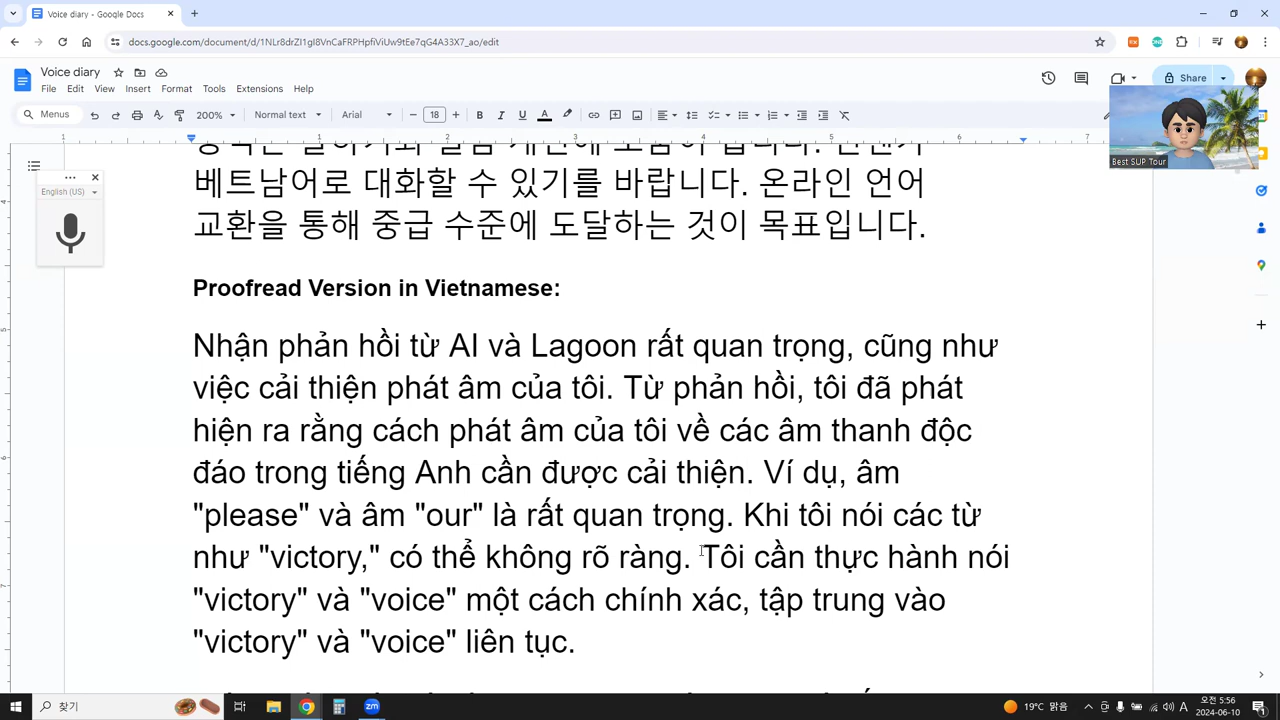 Voice diary - Google Docs
docs.google.com/document/d/1NLr8drZI1gI8VnCaFRPHpfiViUw9tEe7qG4A33X7_ao/edit
Voice diary
File Edit View Insert Format Tools Extensions Help
Share
Menus 200% Normal text Arial 18
1 1 2 3 4 5 6 7
Best SUP Tour
English (US)
베트남어로 대화할 수 있기를 바랍니다. 온라인 언어
교환을 통해 중급 수준에 도달하는 것이 목표입니다.
Proofread Version in Vietnamese:
Nhận phản hồi từ AI và Lagoon rất quan trọng, cũng như
việc cải thiện phát âm của tôi. Từ phản hồi, tôi đã phát
hiện ra rằng cách phát âm của tôi về các âm thanh độc
đáo trong tiếng Anh cần được cải thiện. Ví dụ, âm
"please" và âm "our" là rất quan trọng. Khi tôi nói các từ
như "victory," có thể không rõ ràng. Tôi cần thực hành nói
"victory" và "voice" một cách chính xác, tập trung vào
"victory" và "voice" liên tục.
찾기
19°C 맑음
오전 5:56
2024-06-10